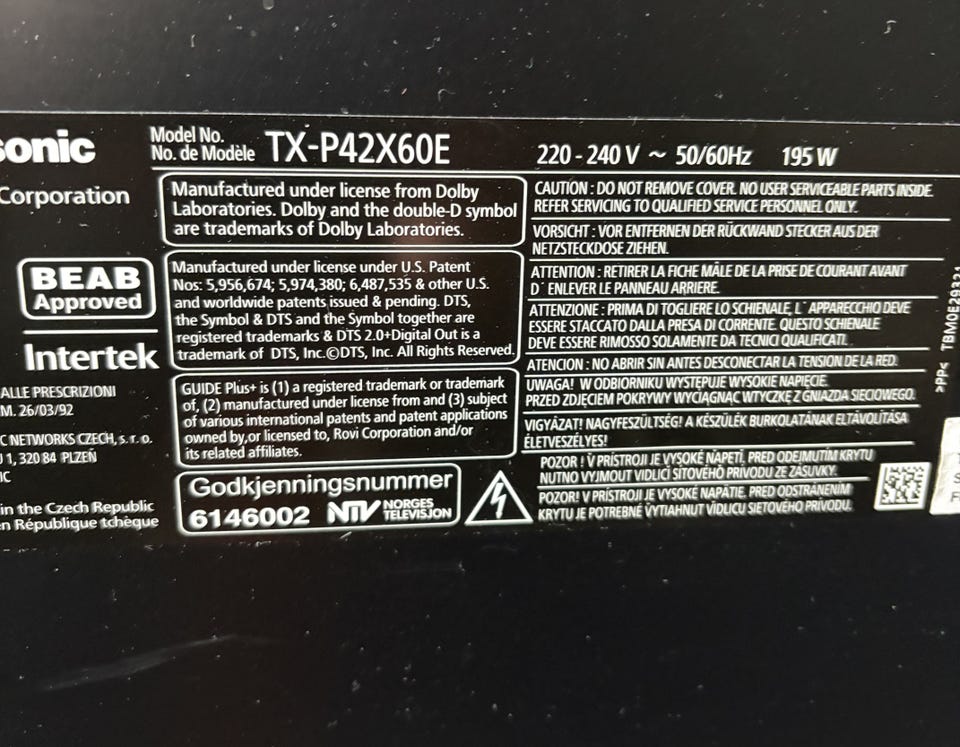 sonic
Corporation
BEAB
Approved
Intertek
ALLE PRESCRIZIONI
M. 26/03/92
C NETWORKS CZECH, s. r. o.
1, 320 84 PLZEŇ
IC
in the Czech Republic
en République tchèque
Model No.
No. de Modèle TX-P42X60E
220 - 240 V ~ 50/60Hz 195 W
Manufactured under license from Dolby
Laboratories. Dolby and the double-D symbol
are trademarks of Dolby Laboratories.
Manufactured under license under U.S. Patent
Nos: 5,956,674; 5,974,380; 6,487,535 & other U.S.
and worldwide patents issued & pending. DTS,
the Symbol & DTS and the Symbol together are
registered trademarks & DTS 2.0+Digital Out is a
trademark of DTS, Inc.©DTS, Inc. All Rights Reserved.
GUIDE Plus+ is (1) a registered trademark or trademark
of, (2) manufactured under license from and (3) subject
of various international patents and patent applications
owned by,or licensed to, Rovi Corporation and/or
its related affiliates.
Godkjenningsnummer
6146002 NTV NORGES
TELEVISJON
CAUTION : DO NOT REMOVE COVER. NO USER SERVICEABLE PARTS INSIDE.
REFER SERVICING TO QUALIFIED SERVICE PERSONNEL ONLY.
VORSICHT : VOR ENTFERNEN DER RÜCKWAND STECKER AUS DER
NETZSTECKDOSE ZIEHEN.
ATTENTION : RETIRER LA FICHE MÂLE DE LA PRISE DE COURANT AVANT
D´ ENLEVER LE PANNEAU ARRIERE.
ATTENZIONE : PRIMA DI TOGLIERE LO SCHIENALE, L´ APPARECCHIO DEVE
ESSERE STACCATO DALLA PRESA DI CORRENTE. QUESTO SCHIENALE
DEVE ESSERE RIMOSSO SOLAMENTE DA TECNICI QUALIFICATI.
ATENCION : NO ABRIR SIN ANTES DESCONECTAR LA TENSION DE LA RED.
UWAGA! W ODBIORNIKU WYSTĘPUJE WYSOKIE NAPIĘCIE.
PRZED ZDJĘCIEM POKRYWY WYCIĄGNĄĆ WTYCZKĘ Z GNIAZDA SIECIOWEGO.
VIGYÁZAT! NAGYFESZÜLTSÉG! A KÉSZÜLÉK BURKOLATÁNAK ELTÁVOLÍTÁSA
ÉLETVESZÉLYES!
POZOR ! V PŘÍSTROJI JE VYSOKÉ NAPĚTÍ, PŘED ODEJMUTÍM KRYTU
NUTNO VYJMOUT VIDLICI SÍŤOVÉHO PŘÍVODU ZE ZÁSUVKY.
POZOR! V PRÍSTROJI JE VYSOKÉ NAPÄTIE. PRED ODSTRÁNENÍM
KRYTU JE POTREBNÉ VYTIAHNUŤ VIDLICU SIEŤOVÉHO PRÍVODU.
>PP< TBM0E2932